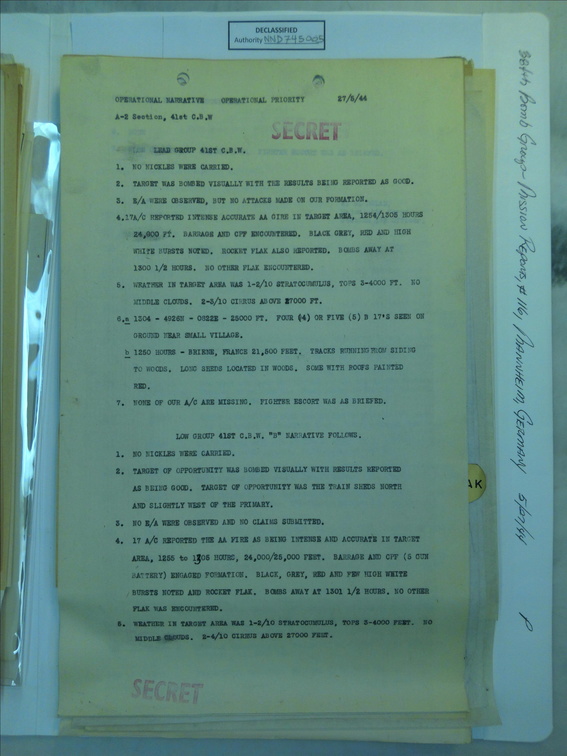 DECLASSIFIED
Authority NND 745005
OPERATIONAL NARRATIVE OPERATIONAL PRIORITY 27/5/44
A-2 Section, 41st C.B.W
SECRET
LEAD GROUP 41ST C.B.W.
1. NO NICKLES WERE CARRIED.
2. TARGET WAS BOMBED VISUALLY WITH THE RESULTS BEING REPORTED AS GOOD.
3. E/A WERE OBSERVED, BUT NO ATTACKS MADE ON OUR FORMATION.
4.17A/C REPORTED INTENSE ACCURATE AA FIRE IN TARGET AREA, 1254/1305 HOURS
24,800 FT. BARRAGE AND CPF ENCOUNTERED. BLACK GREY, RED AND HIGH
WHITE BURSTS NOTED. ROCKET FLAK ALSO REPORTED. BOMBS AWAY AT
1300 1/2 HOURS. NO OTHER FLAK ENCOUNTERED.
5. WEATHER IN TARGET AREA WAS 1-2/10 STRATOCUMULUS, TOPS 3-4000 FT. NO
MIDDLE CLOUDS. 2-3/10 CIRRUS ABOVE 27000 FT.
6.a 1304 - 4926N - 0822E - 25000 FT. FOUR (4) OR FIVE (5) B 17'S SEEN ON
GROUND NEAR SMALL VILLAGE.
b 1250 HOURS - BRIENE, FRANCE 21,500 FEET. TRACKS RUNNING FROM SIDING
TO WOODS. LONG SHEDS LOCATED IN WOODS. SOME WITH ROOFS PAINTED
RED.
7. NONE OF OUR A/C ARE MISSING. FIGHTER ESCORT WAS AS BRIEFED.
LOW GROUP 41ST C.B.W. "B" NARRATIVE FOLLOWS.
1. NO NICKLES WERE CARRIED.
2. TARGET OF OPPORTUNITY WAS BOMBED VISUALLY WITH RESULTS REPORTED
AS BEING GOOD. TARGET OF OPPORTUNITY WAS THE TRAIN SHEDS NORTH
AND SLIGHTLY WEST OF THE PRIMARY.
3. NO E/A WERE OBSERVED AND NO CLAIMS SUBMITTED.
4. 17 A/C REPORTED THE AA FIRE AS BEING INTENSE AND ACCURATE IN TARGET
AREA, 1255 to 1305 HOURS, 24,000/25,000 FEET. BARRAGE AND CPF (5 GUN
BATTERY) ENGAGED FORMATION. BLACK, GREY, RED AND FEW HIGH WHITE
BURSTS NOTED AND ROCKET FLAK. BOMBS AWAY AT 1301 1/2 HOURS. NO OTHER
FLAK WAS ENCOUNTERED.
5. WEATHER IN TARGET AREA WAS 1-2/10 STRATOCUMULUS, TOPS 3-4000 FEET. NO
MIDDLE CLOUDS. 2-4/10 CIRRUS ABOVE 27000 FEET.
SECRET
384th Bomb Group - Mission Reports, #116, Mannheim, Germany 5/27/44
AK